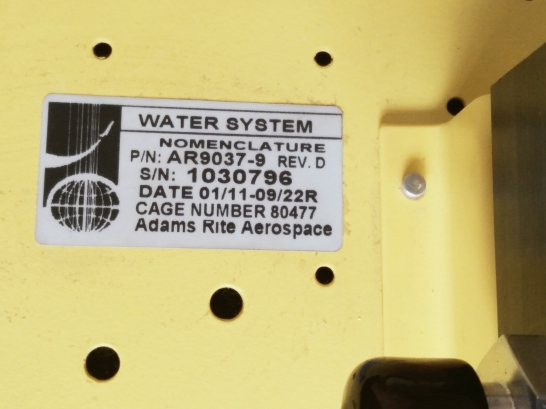 WATER SYSTEM
NOMENCLATURE
P/N: AR9037-9 REV. D
S/N: 1030796
DATE 01/11-09/22R
CAGE NUMBER 80477
Adams Rite Aerospace